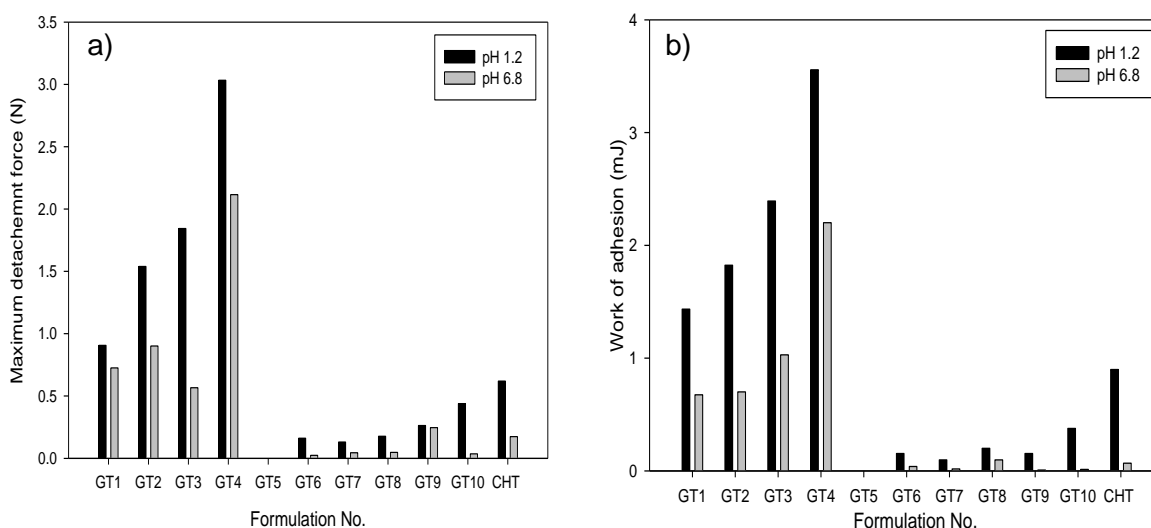 a)
pH 1.2
pH 6.8
Maximum detachemnt force (N)
3.5
3.0
2.5
2.0
1.5
1.0
0.5
0.0
GT1 GT2 GT3 GT4 GT5 GT6 GT7 GT8 GT9 GT10 CHT
Formulation No.
b)
pH 1.2
pH 6.8
Work of adhesion (mJ)
4
3
2
1
0
GT1 GT2 GT3 GT4 GT5 GT6 GT7 GT8 GT9 GT10 CHT
Formulation No.